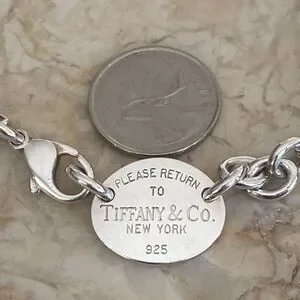 PLEASE RETURN
TO
TIFFANY & CO.
NEW YORK
925